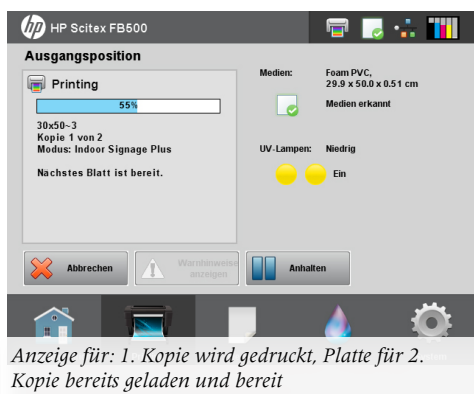 hp HP Scitex FB500
Ausgangsposition
Printing
55%
30x50~3
Kopie 1 von 2
Modus: Indoor Signage Plus
Nachstes Blatt ist bereit.
Medien: Foam PVC,
29.9 x 50.0 x 0.51 cm
Medien erkannt
UV-Lampen: Niedrig
Ein
Abbrechen
Warnhinweise
anzeigen
Anhalten
Anzeige für: 1. Kopie wird gedruckt, Platte für 2.
Kopie bereits geladen und bereit